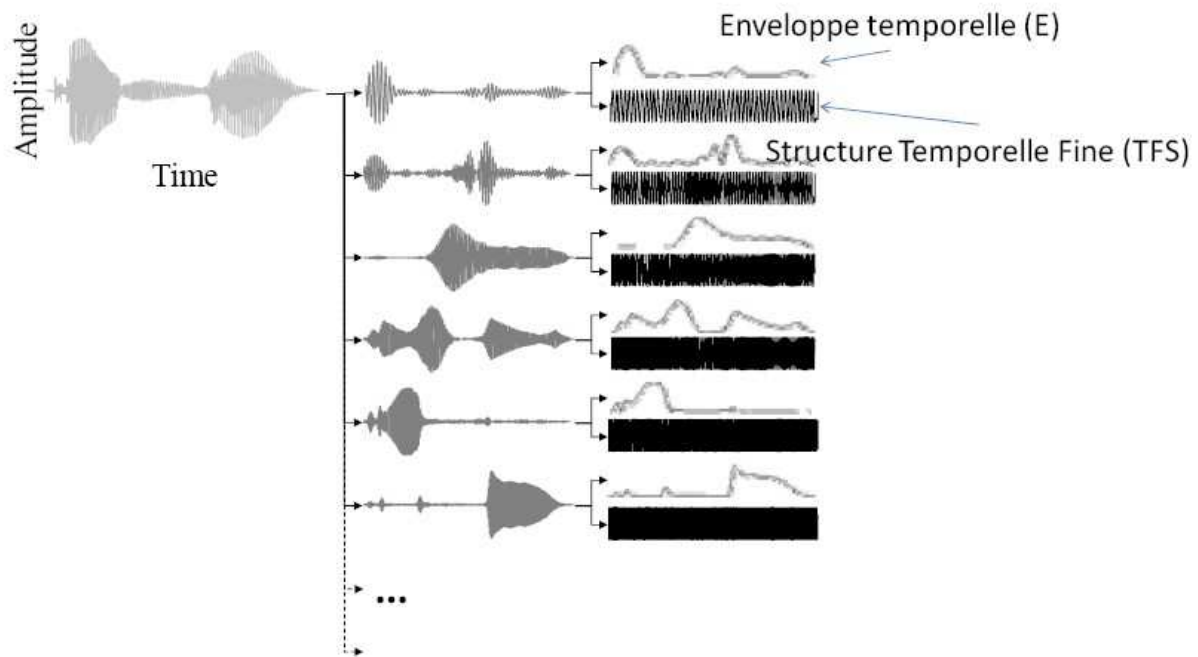 Enveloppe temporelle (E)
Amplitude
Structure Temporelle Fine (TFS)
Time
...